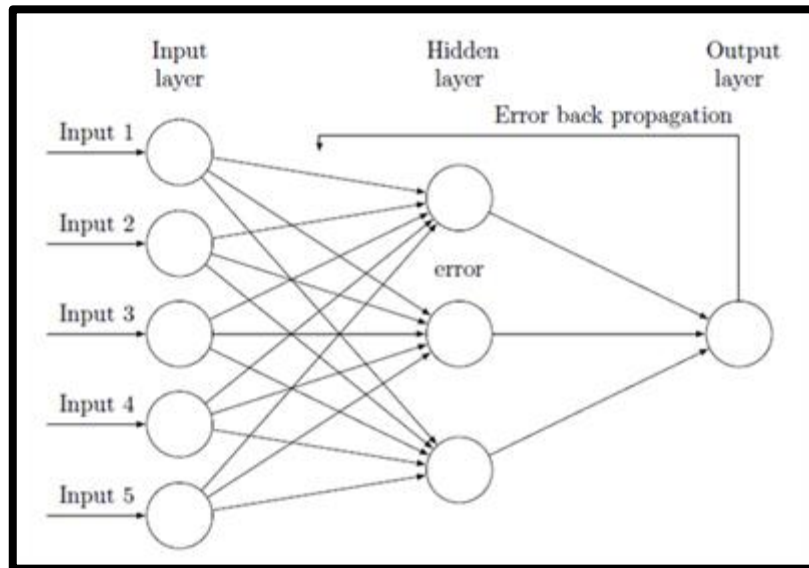 Input
layer
Hidden
layer
Output
layer
Error back propagation
Input 1
Input 2
error
Input 3
Input 4
Input 5